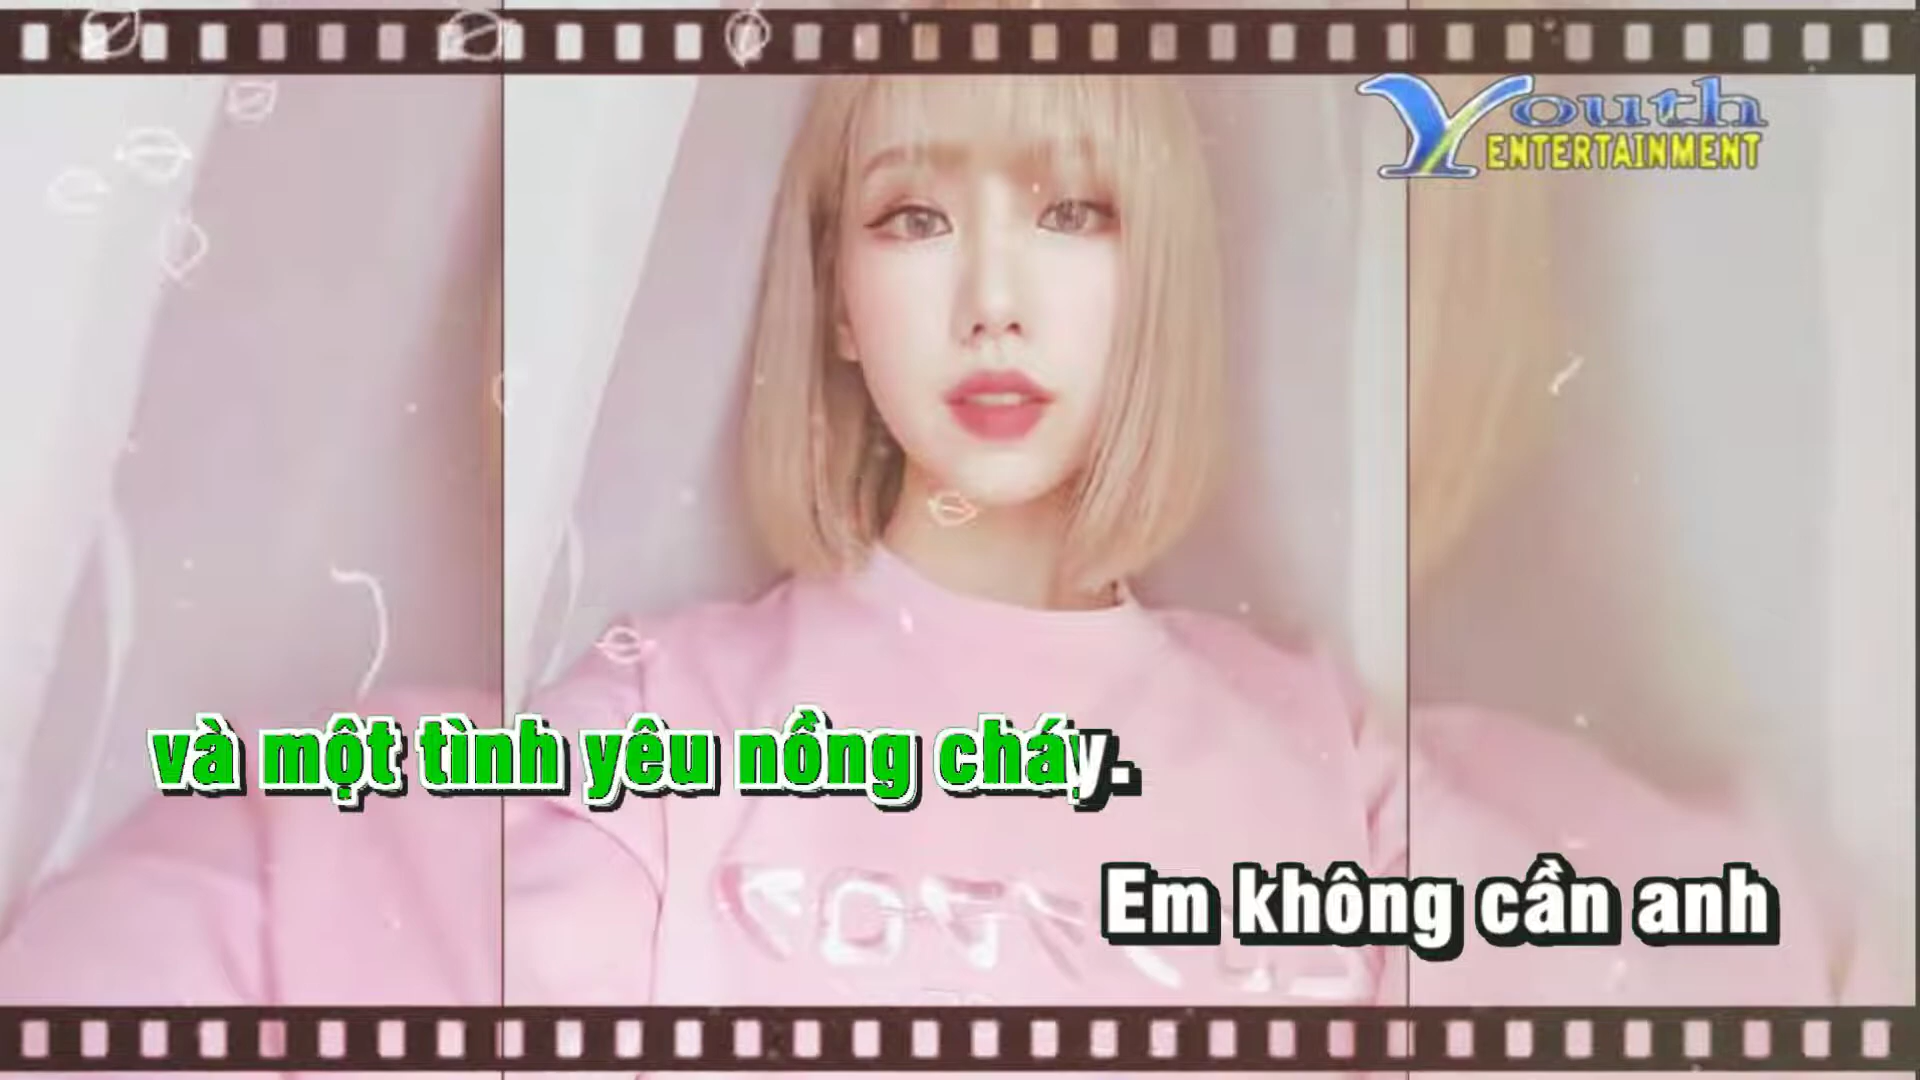 Youth
ENTERTAINMENT
và một tình yêu nồng cháy.
Em không cần anh